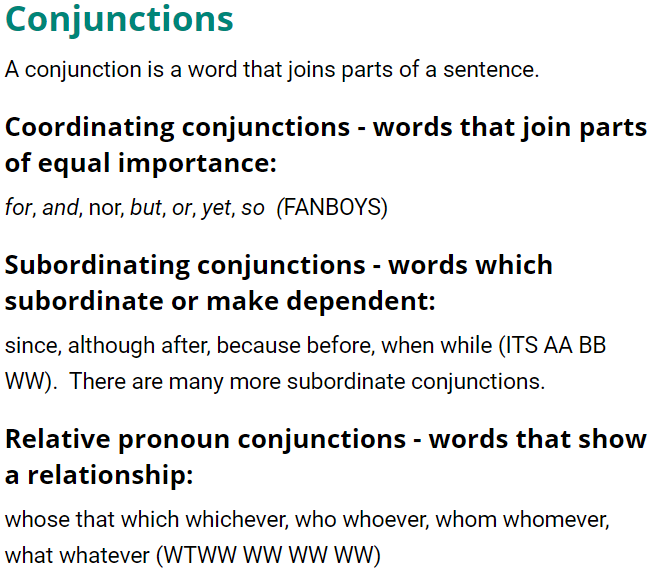 Conjunctions
A conjunction is a word that joins parts of a sentence.
Coordinating conjunctions - words that join parts
of equal importance:
for, and, nor, but, or, yet, so  (FANBOYS)
Subordinating conjunctions - words which
subordinate or make dependent:
since, although after, because before, when while (ITS AA BB
WW).  There are many more subordinate conjunctions.
Relative pronoun conjunctions - words that show
a relationship:
whose that which whichever, who whoever, whom whomever,
what whatever (WTWW WW WW WW)